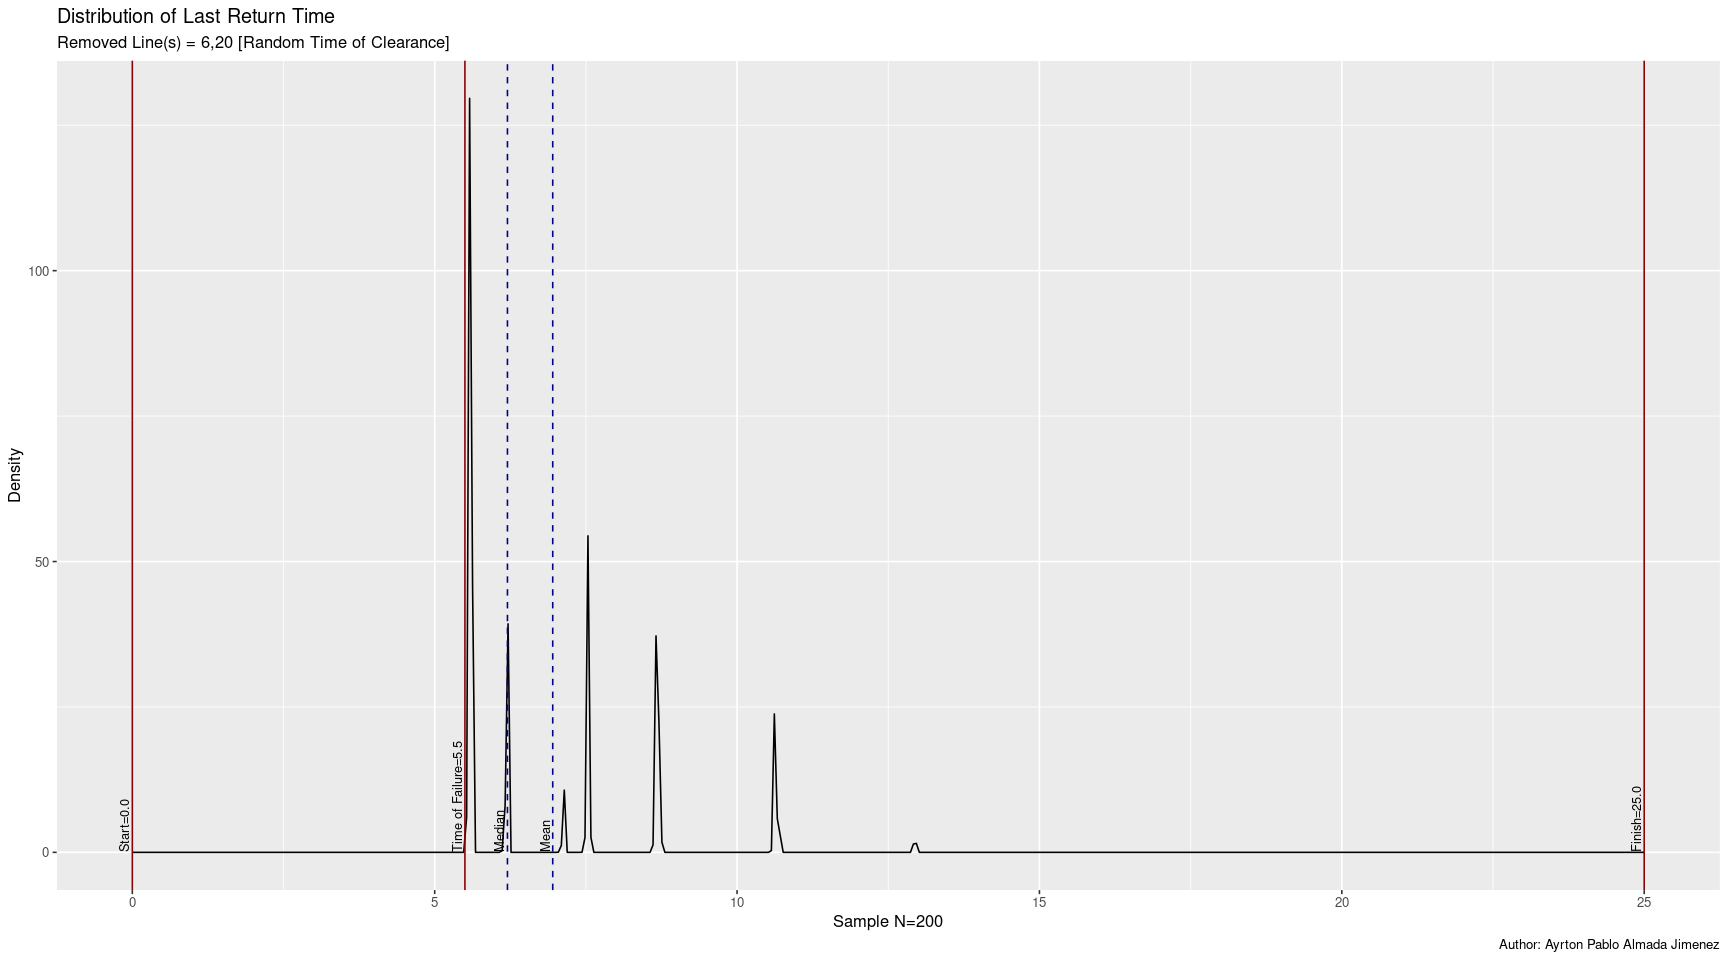 Distribution of Last Return Time
Removed Line(s) = 6,20 [Random Time of Clearance]
Density
100
50
0
Start=0.0
Time of Failure=5.5
Median
Mean
Finish=25.0
0
5
10
15
20
25
Sample N=200
Author: Ayrton Pablo Almada Jimenez